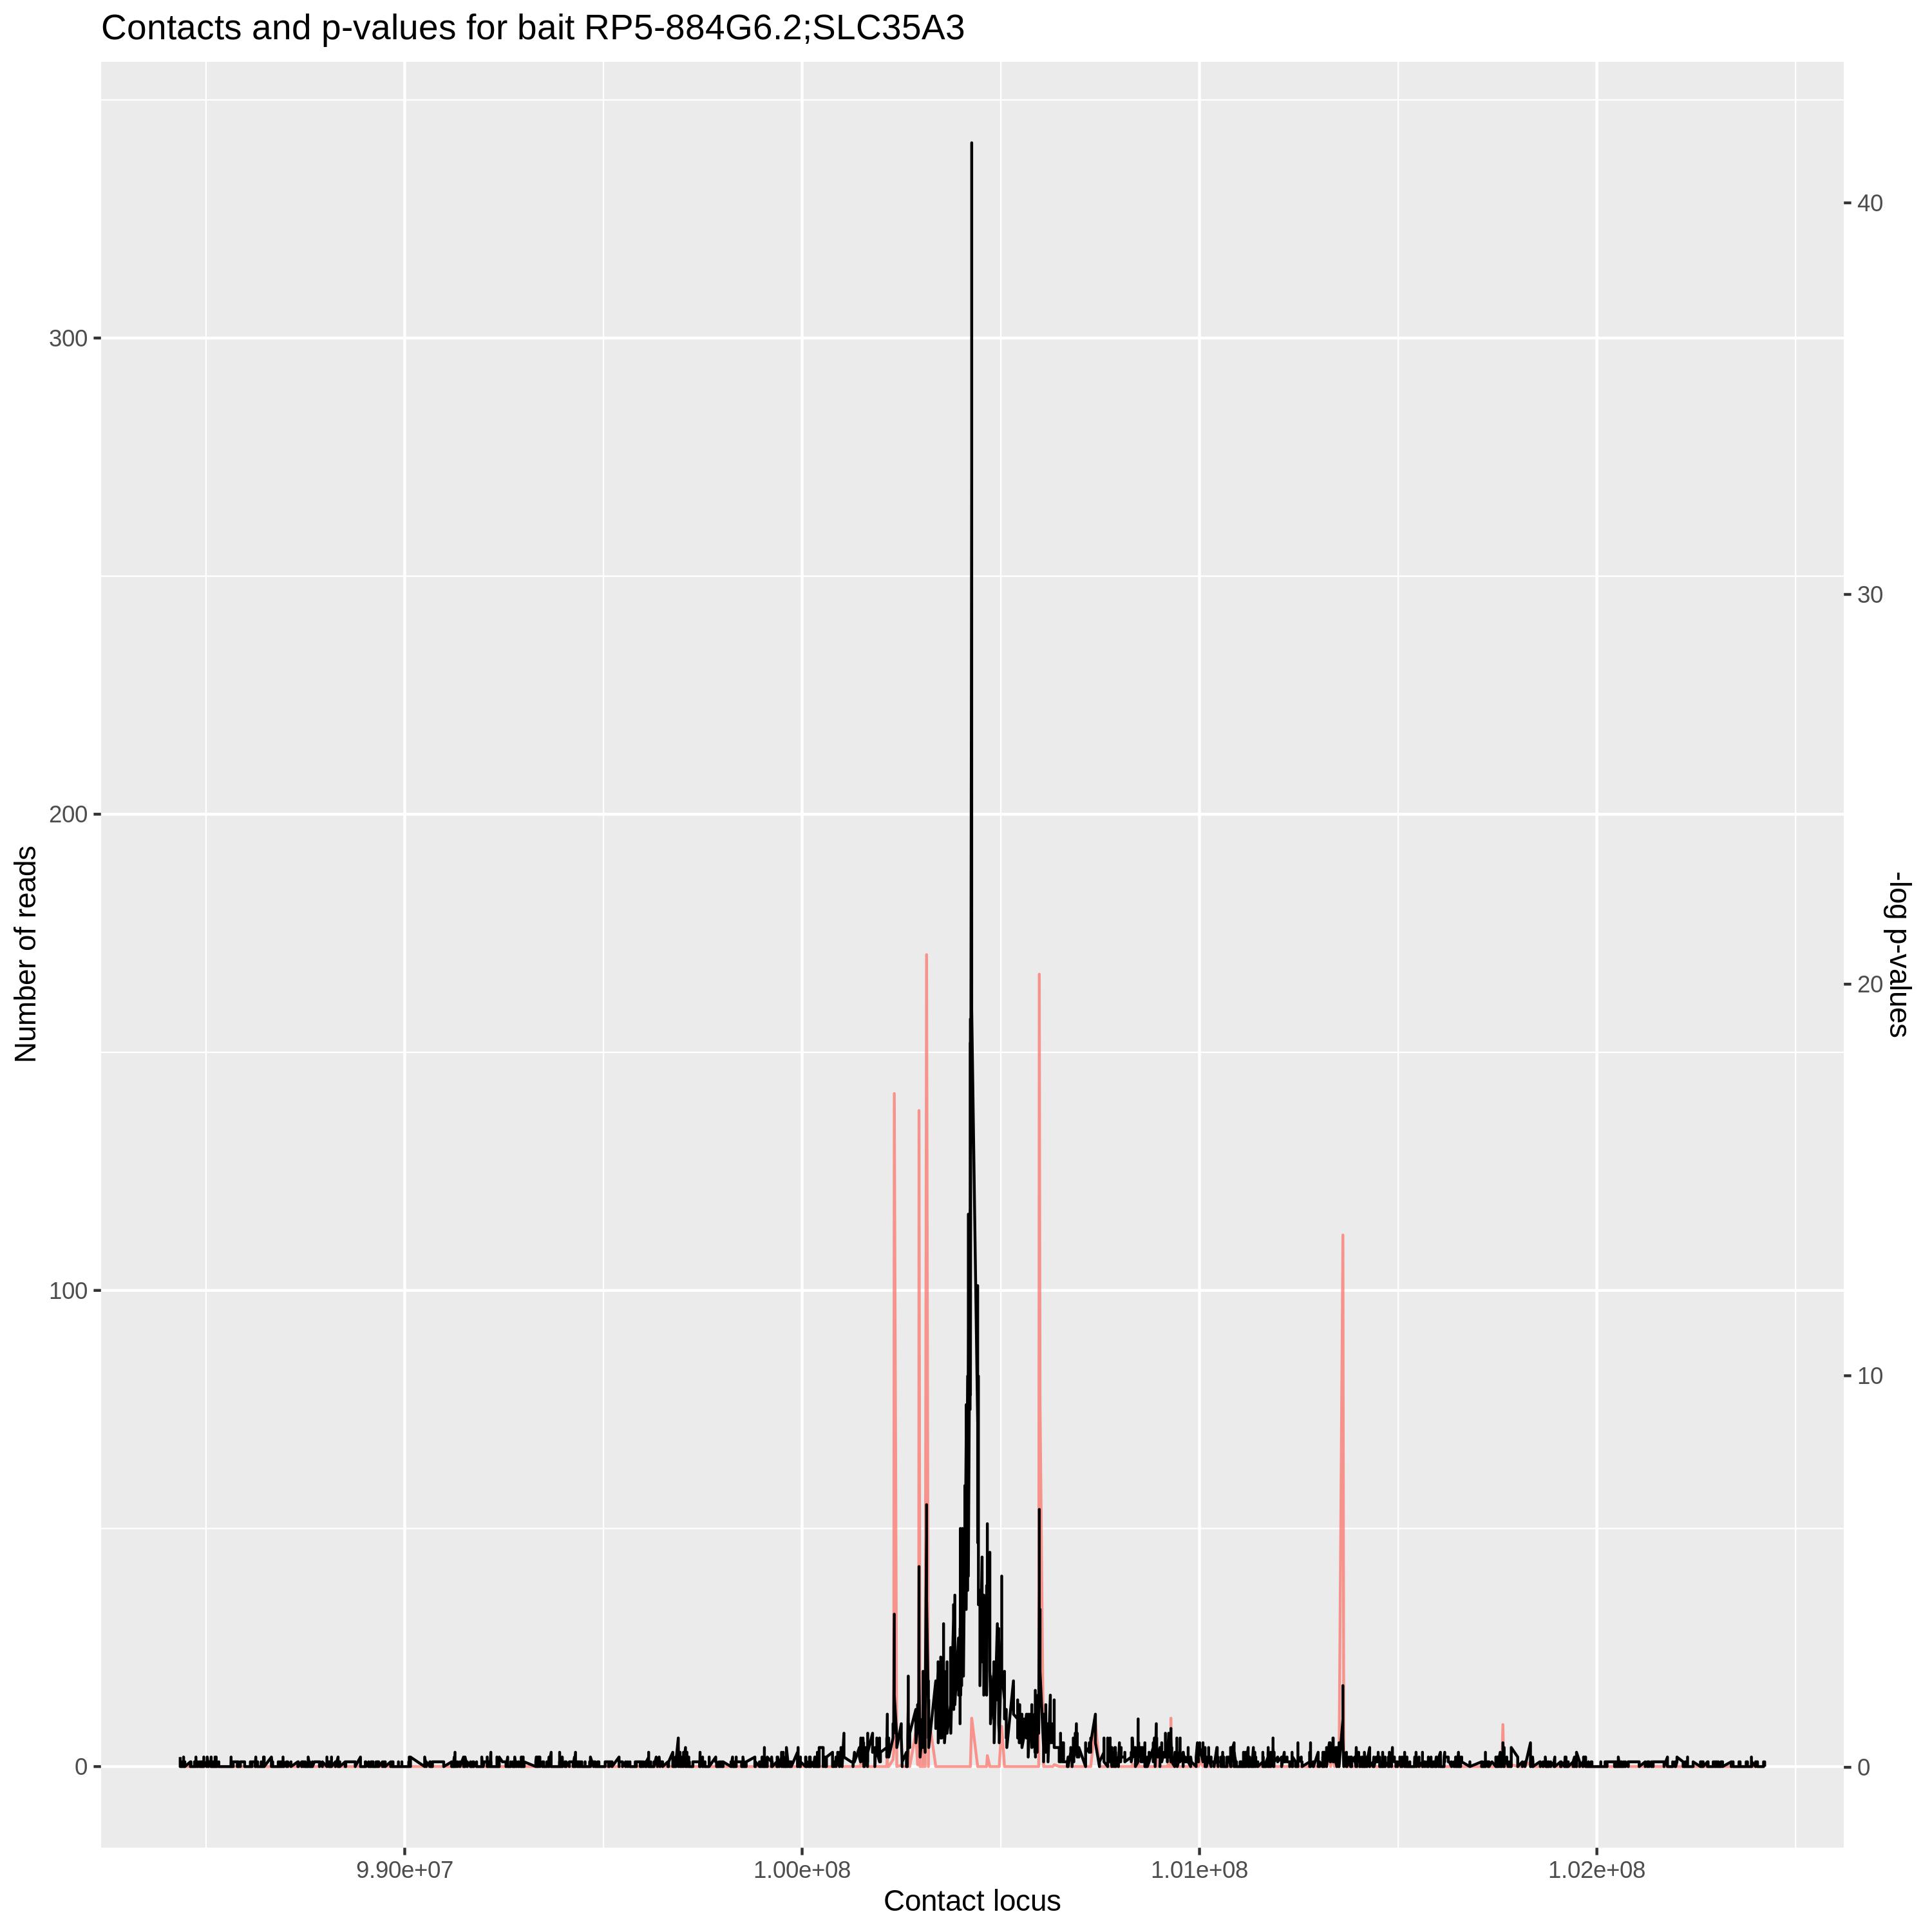 Contacts and p-values for bait RP5-884G6.2;SLC35A3
300
200
100
0
Number of reads
40
30
20
10
0
-log p-values
9.90e+07 1.00e+08 1.01e+08 1.02e+08
Contact locus